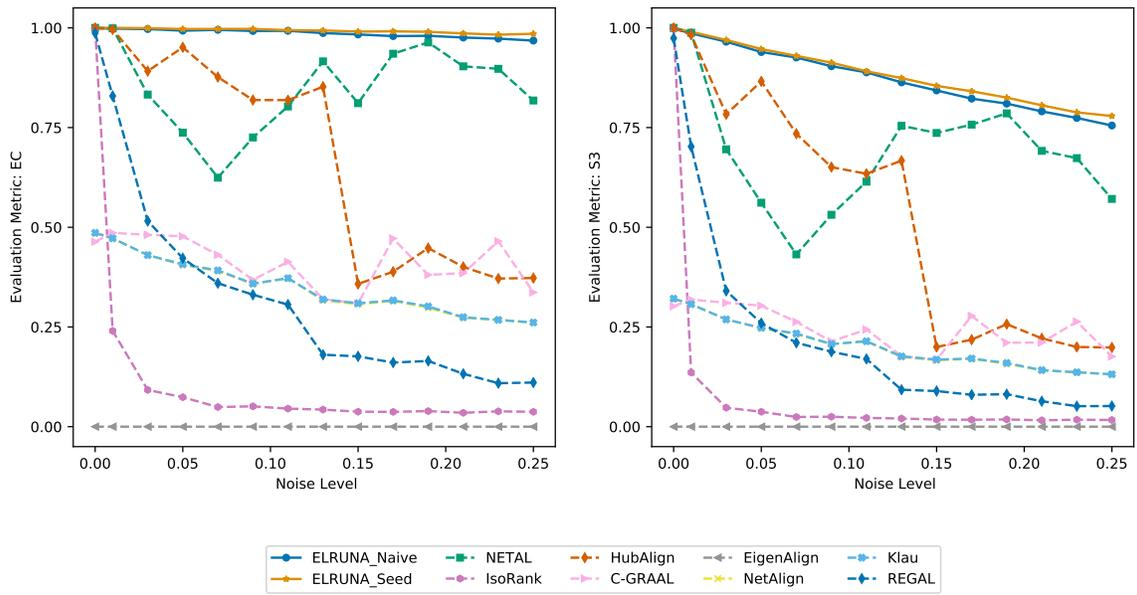 1.00
0.75
0.50
0.25
0.00
Evaluation Metric: EC
0.00 0.05 0.10 0.15 0.20 0.25
Noise Level
1.00
0.75
0.50
0.25
0.00
Evaluation Metric: S3
0.00 0.05 0.10 0.15 0.20 0.25
Noise Level
ELRUNA_Naive NETAL HubAlign EigenAlign Klau
ELRUNA_Seed IsoRank C-GRAAL NetAlign REGAL